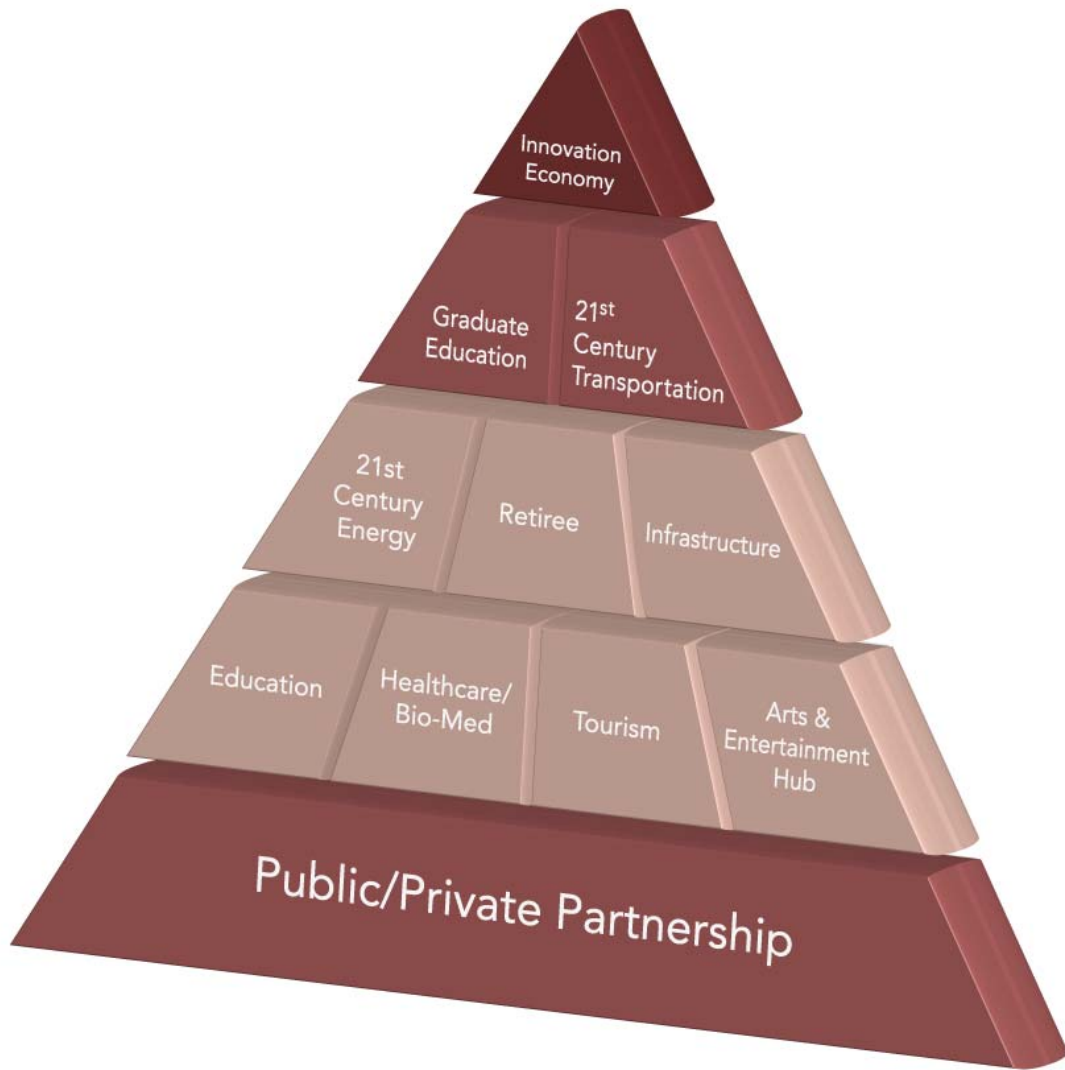 Innovation
Economy
Graduate
Education
21st
Century
Transportation
21st
Century
Energy
Retiree
Infrastructure
Education
Healthcare/
Bio-Med
Tourism
Arts &
Entertainment
Hub
Public/Private Partnership